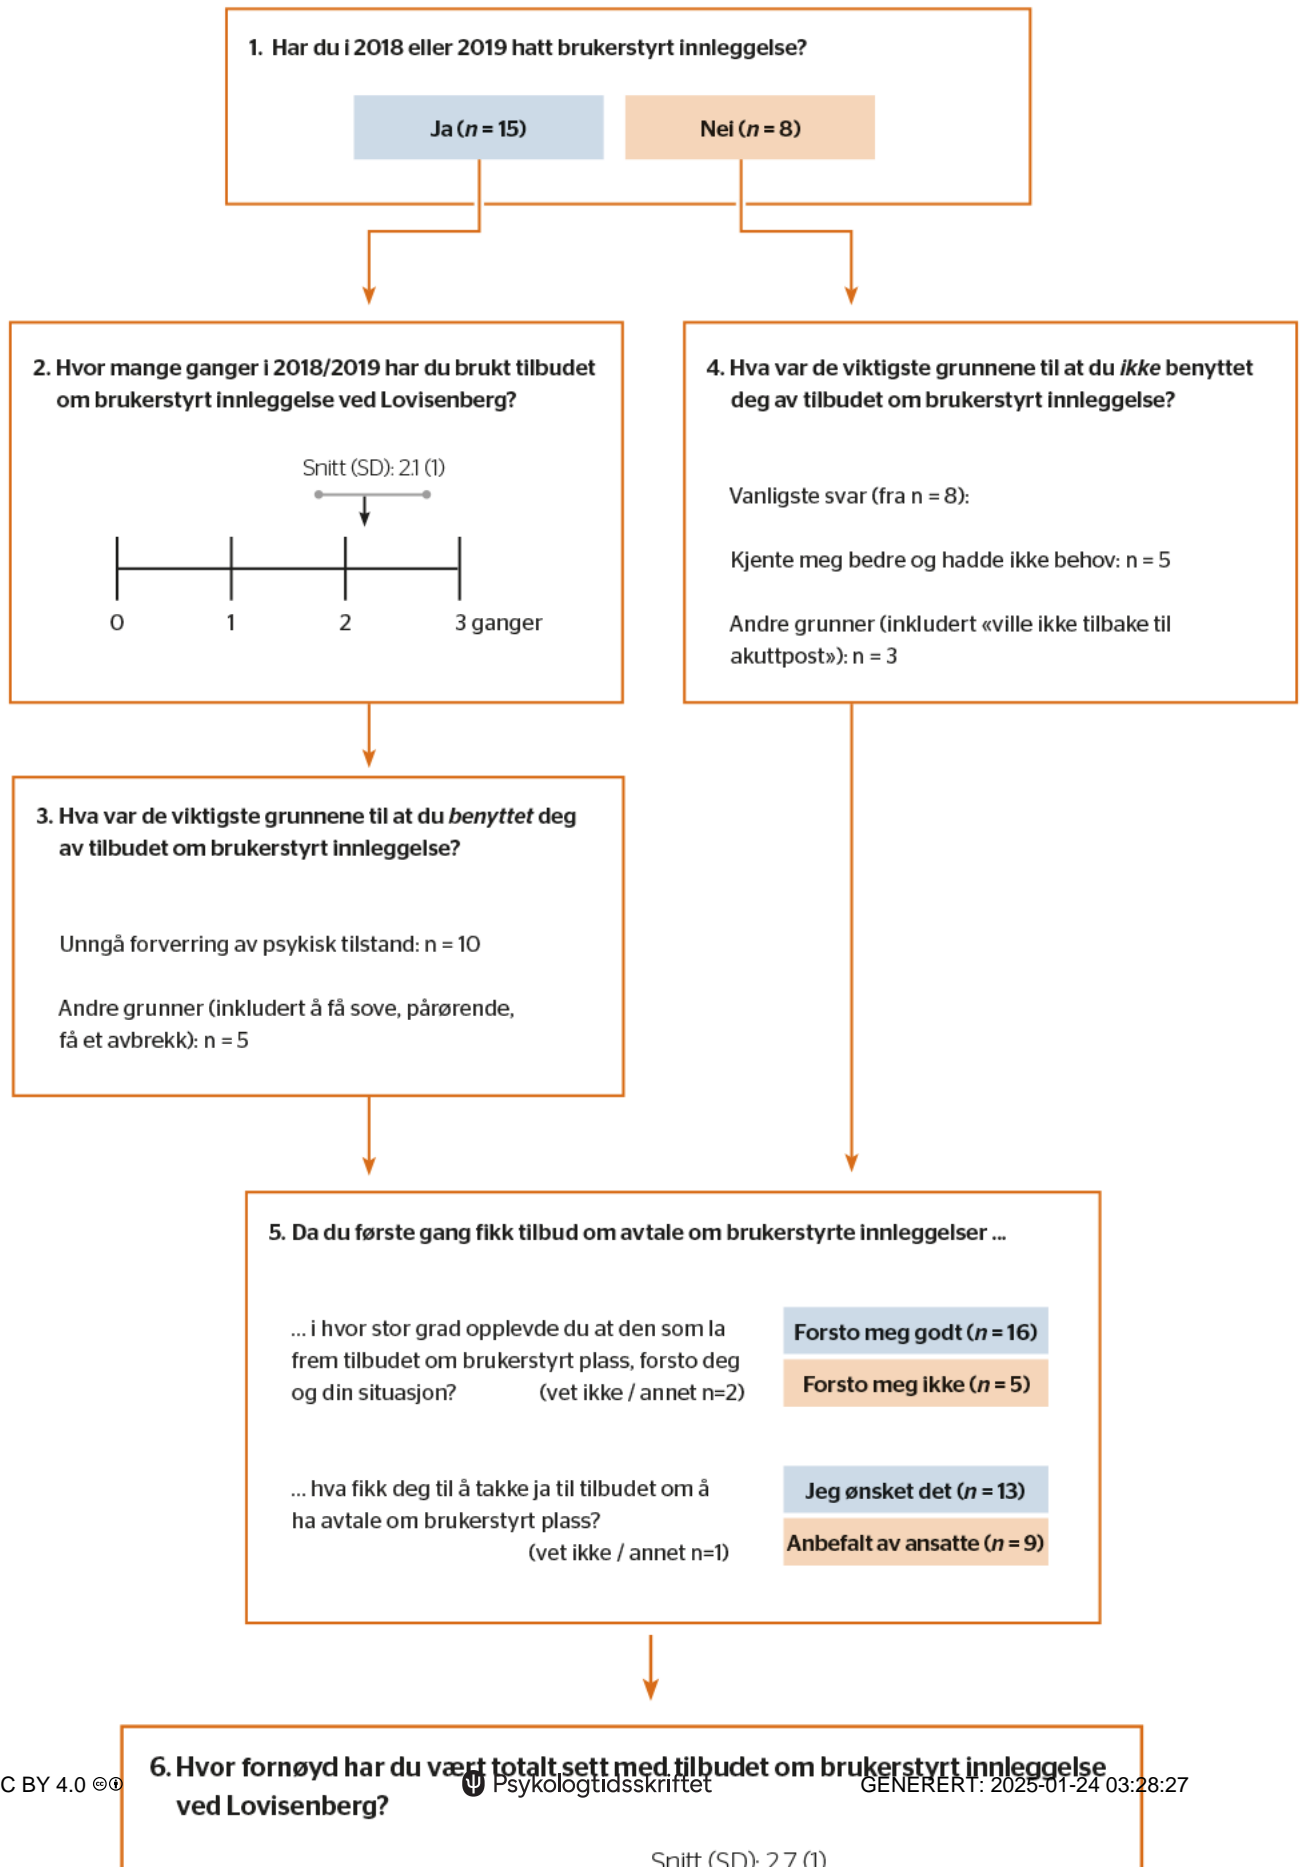 1. Har du i 2018 eller 2019 hatt brukerstyrt innleggelse?
Ja (n = 15)
Nei (n = 8)
2. Hvor mange ganger i 2018/2019 har du brukt tilbudet
om brukerstyrt innleggelse ved Lovisenberg?
Snitt (SD): 2.1 (1)
0 1 2 3 ganger
4. Hva var de viktigste grunnene til at du ikke benyttet
deg av tilbudet om brukerstyrt innleggelse?
Vanligste svar (fra n = 8):
Kjente meg bedre og hadde ikke behov: n = 5
Andre grunner (inkludert «ville ikke tilbake til
akuttpost»): n = 3
3. Hva var de viktigste grunnene til at du benyttet deg
av tilbudet om brukerstyrt innleggelse?
Unngå forverring av psykisk tilstand: n = 10
Andre grunner (inkludert å få sove, pårørende,
få et avbrekk): n = 5
5. Da du første gang fikk tilbud om avtale om brukerstyrte innleggelser ...
... i hvor stor grad opplevde du at den som la
frem tilbudet om brukerstyrt plass, forsto deg
og din situasjon? (vet ikke / annet n=2)
Forsto meg godt (n = 16)
Forsto meg ikke (n = 5)
... hva fikk deg til å takke ja til tilbudet om å
ha avtale om brukerstyrt plass?
(vet ikke / annet n=1)
Jeg ønsket det (n = 13)
Anbefalt av ansatte (n = 9)
6. Hvor fornøyd har du vært totalt sett med tilbudet om brukerstyrt innleggelse
ved Lovisenberg?
C BY 4.0
Psykologtidsskriftet
GENERERT: 2025-01-24 03:28:27
Snitt (SD): 2.7 (1)